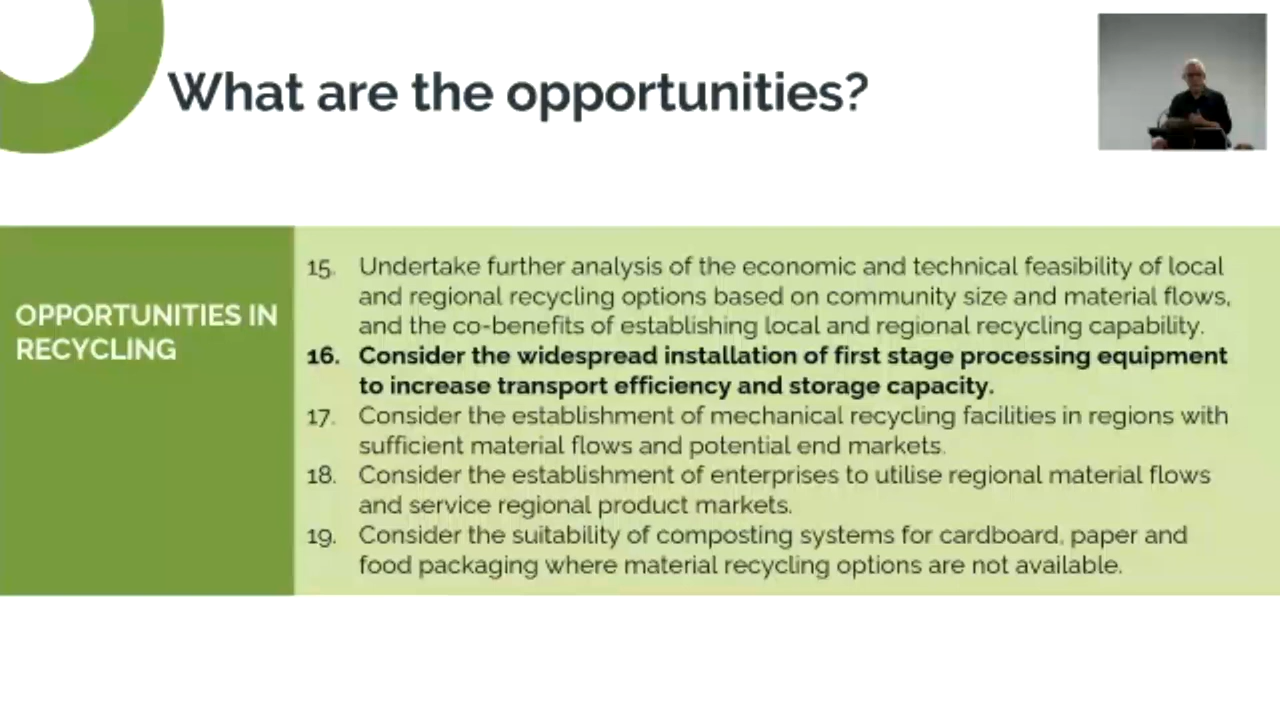 What are the opportunities?
OPPORTUNITIES IN
RECYCLING
15. Undertake further analysis of the economic and technical feasibility of local
and regional recycling options based on community size and material flows,
and the co-benefits of establishing local and regional recycling capability.
16. Consider the widespread installation of first stage processing equipment
to increase transport efficiency and storage capacity.
17. Consider the establishment of mechanical recycling facilities in regions with
sufficient material flows and potential end markets.
18. Consider the establishment of enterprises to utilise regional material flows
and service regional product markets.
19. Consider the suitability of composting systems for cardboard, paper and
food packaging where material recycling options are not available.